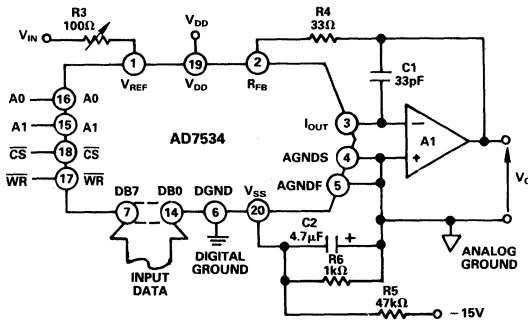 R3
100Ω
VIN
VDD
R4
33Ω
1
19
2
VREF
VDD
RFB
C1
33pF
A0
16
A0
A1
15
A1
CS
18
CS
WR
17
WR
AD7534
IOUT
3
AGNDS
4
AGNDF
5
–
A1
+
VO
DB7
DB0
DGND
VSS
7
14
6
20
C2
4.7μF
+
R6
1kΩ
DIGITAL
GROUND
ANALOG
GROUND
INPUT
DATA
R5
47kΩ
–15V